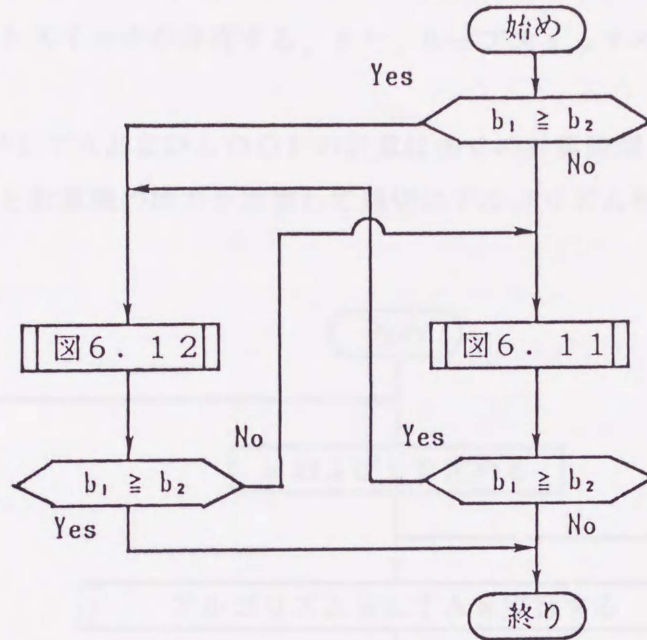 始め
Yes
b₁ ≧ b₂
No
図6．12
図6．11
No
Yes
b₁ ≧ b₂
b₁ ≧ b₂
Yes
No
終り